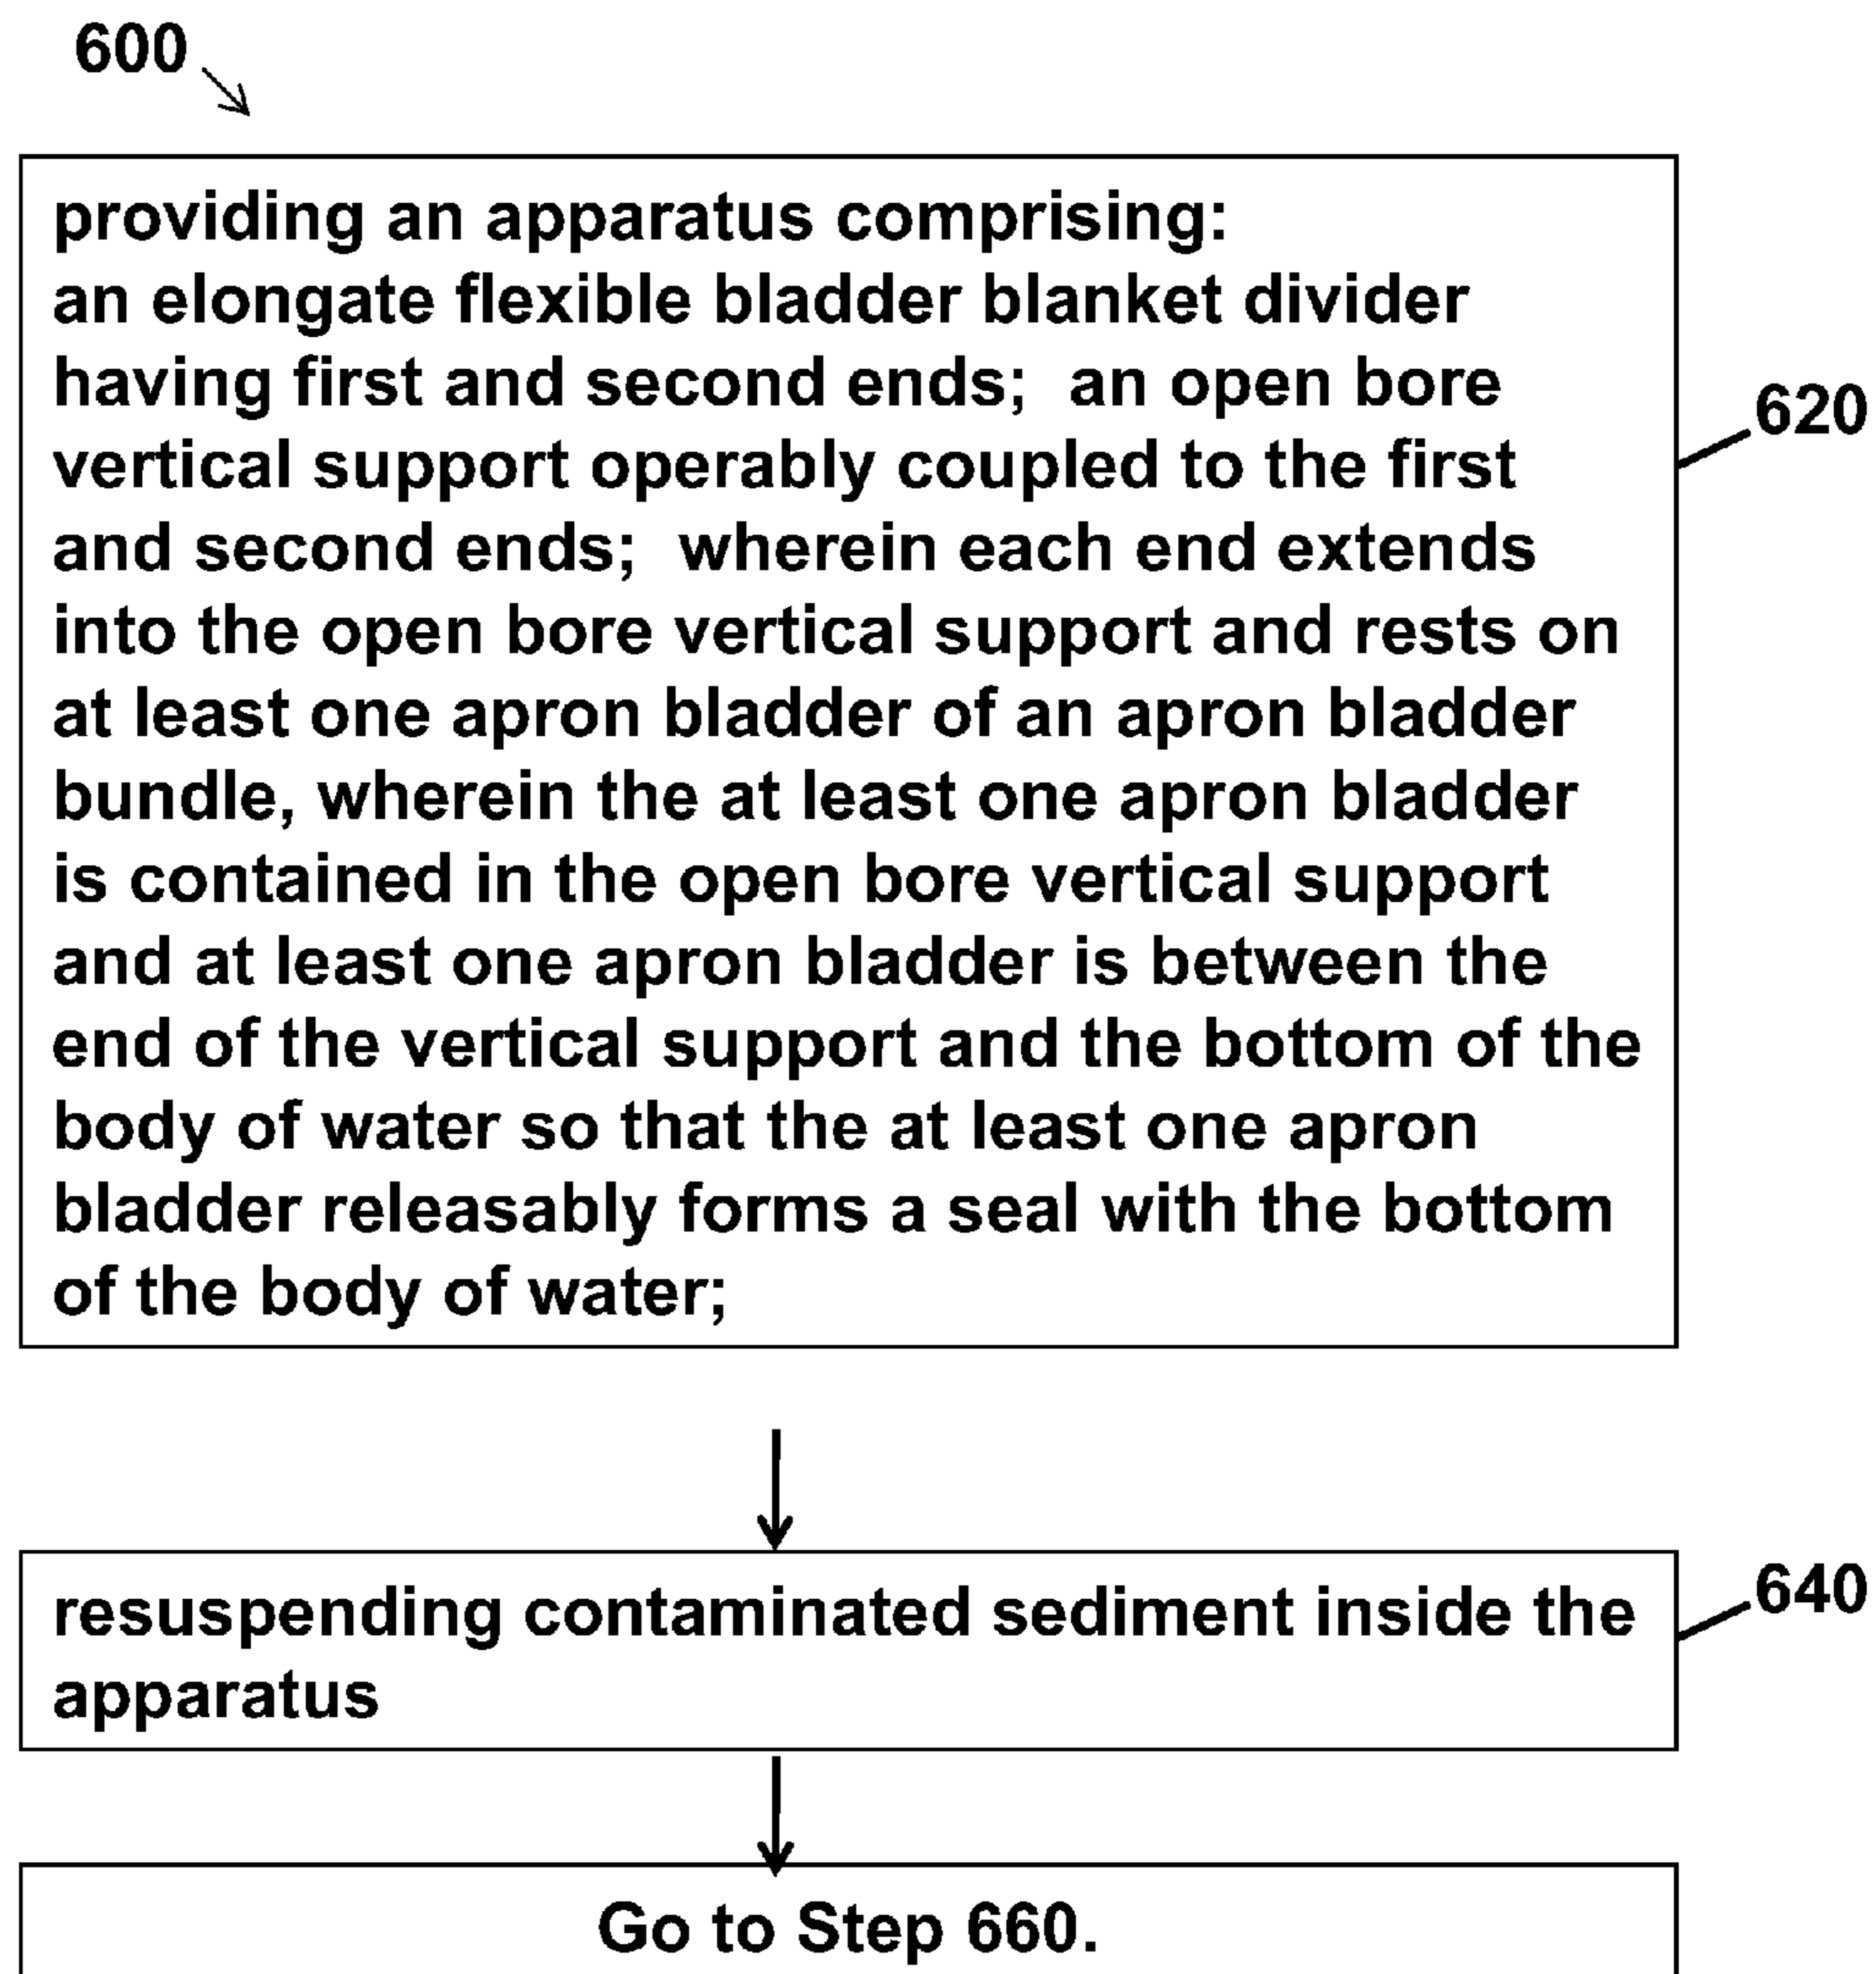 600
providing an apparatus comprising:
an elongate flexible bladder blanket divider
having first and second ends; an open bore
vertical support operably coupled to the first
and second ends; wherein each end extends
into the open bore vertical support and rests on
at least one apron bladder of an apron bladder
bundle, wherein the at least one apron bladder
is contained in the open bore vertical support
and at least one apron bladder is between the
end of the vertical support and the bottom of the
body of water so that the at least one apron
bladder releasably forms a seal with the bottom
of the body of water;
620
resuspending contaminated sediment inside the
apparatus
640
Go to Step 660.